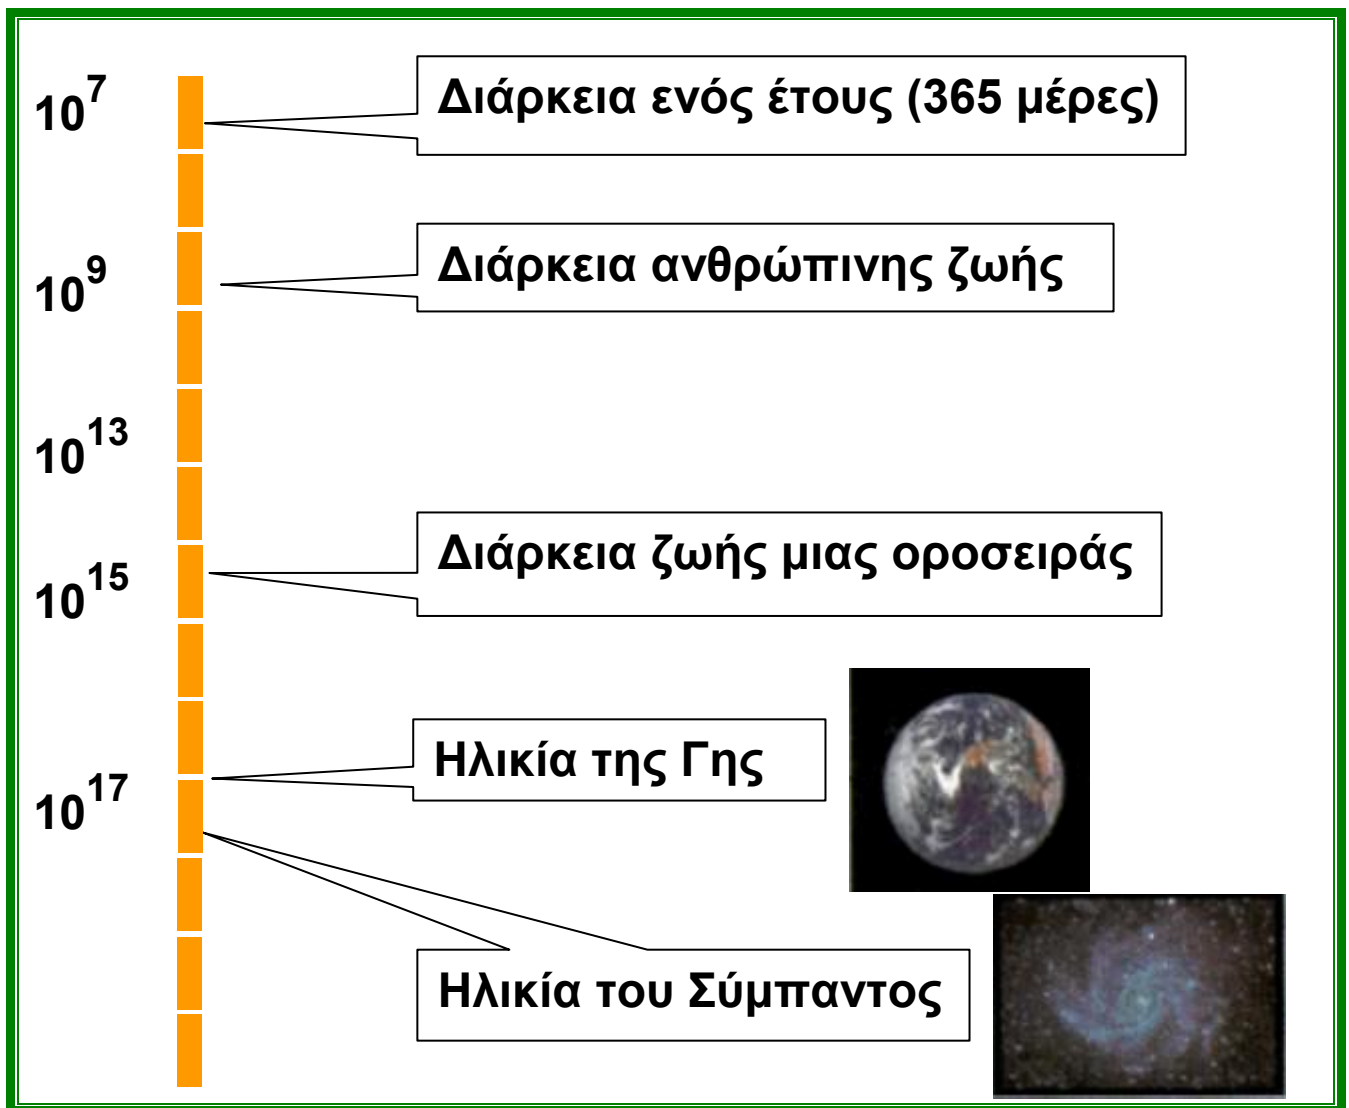 10^7
Διάρκεια ενός έτους (365 μέρες)
10^9
Διάρκεια ανθρώπινης ζωής
10^13
Διάρκεια ζωής μιας οροσειράς
10^15
Ηλικία της Γης
10^17
Ηλικία του Σύμπαντος